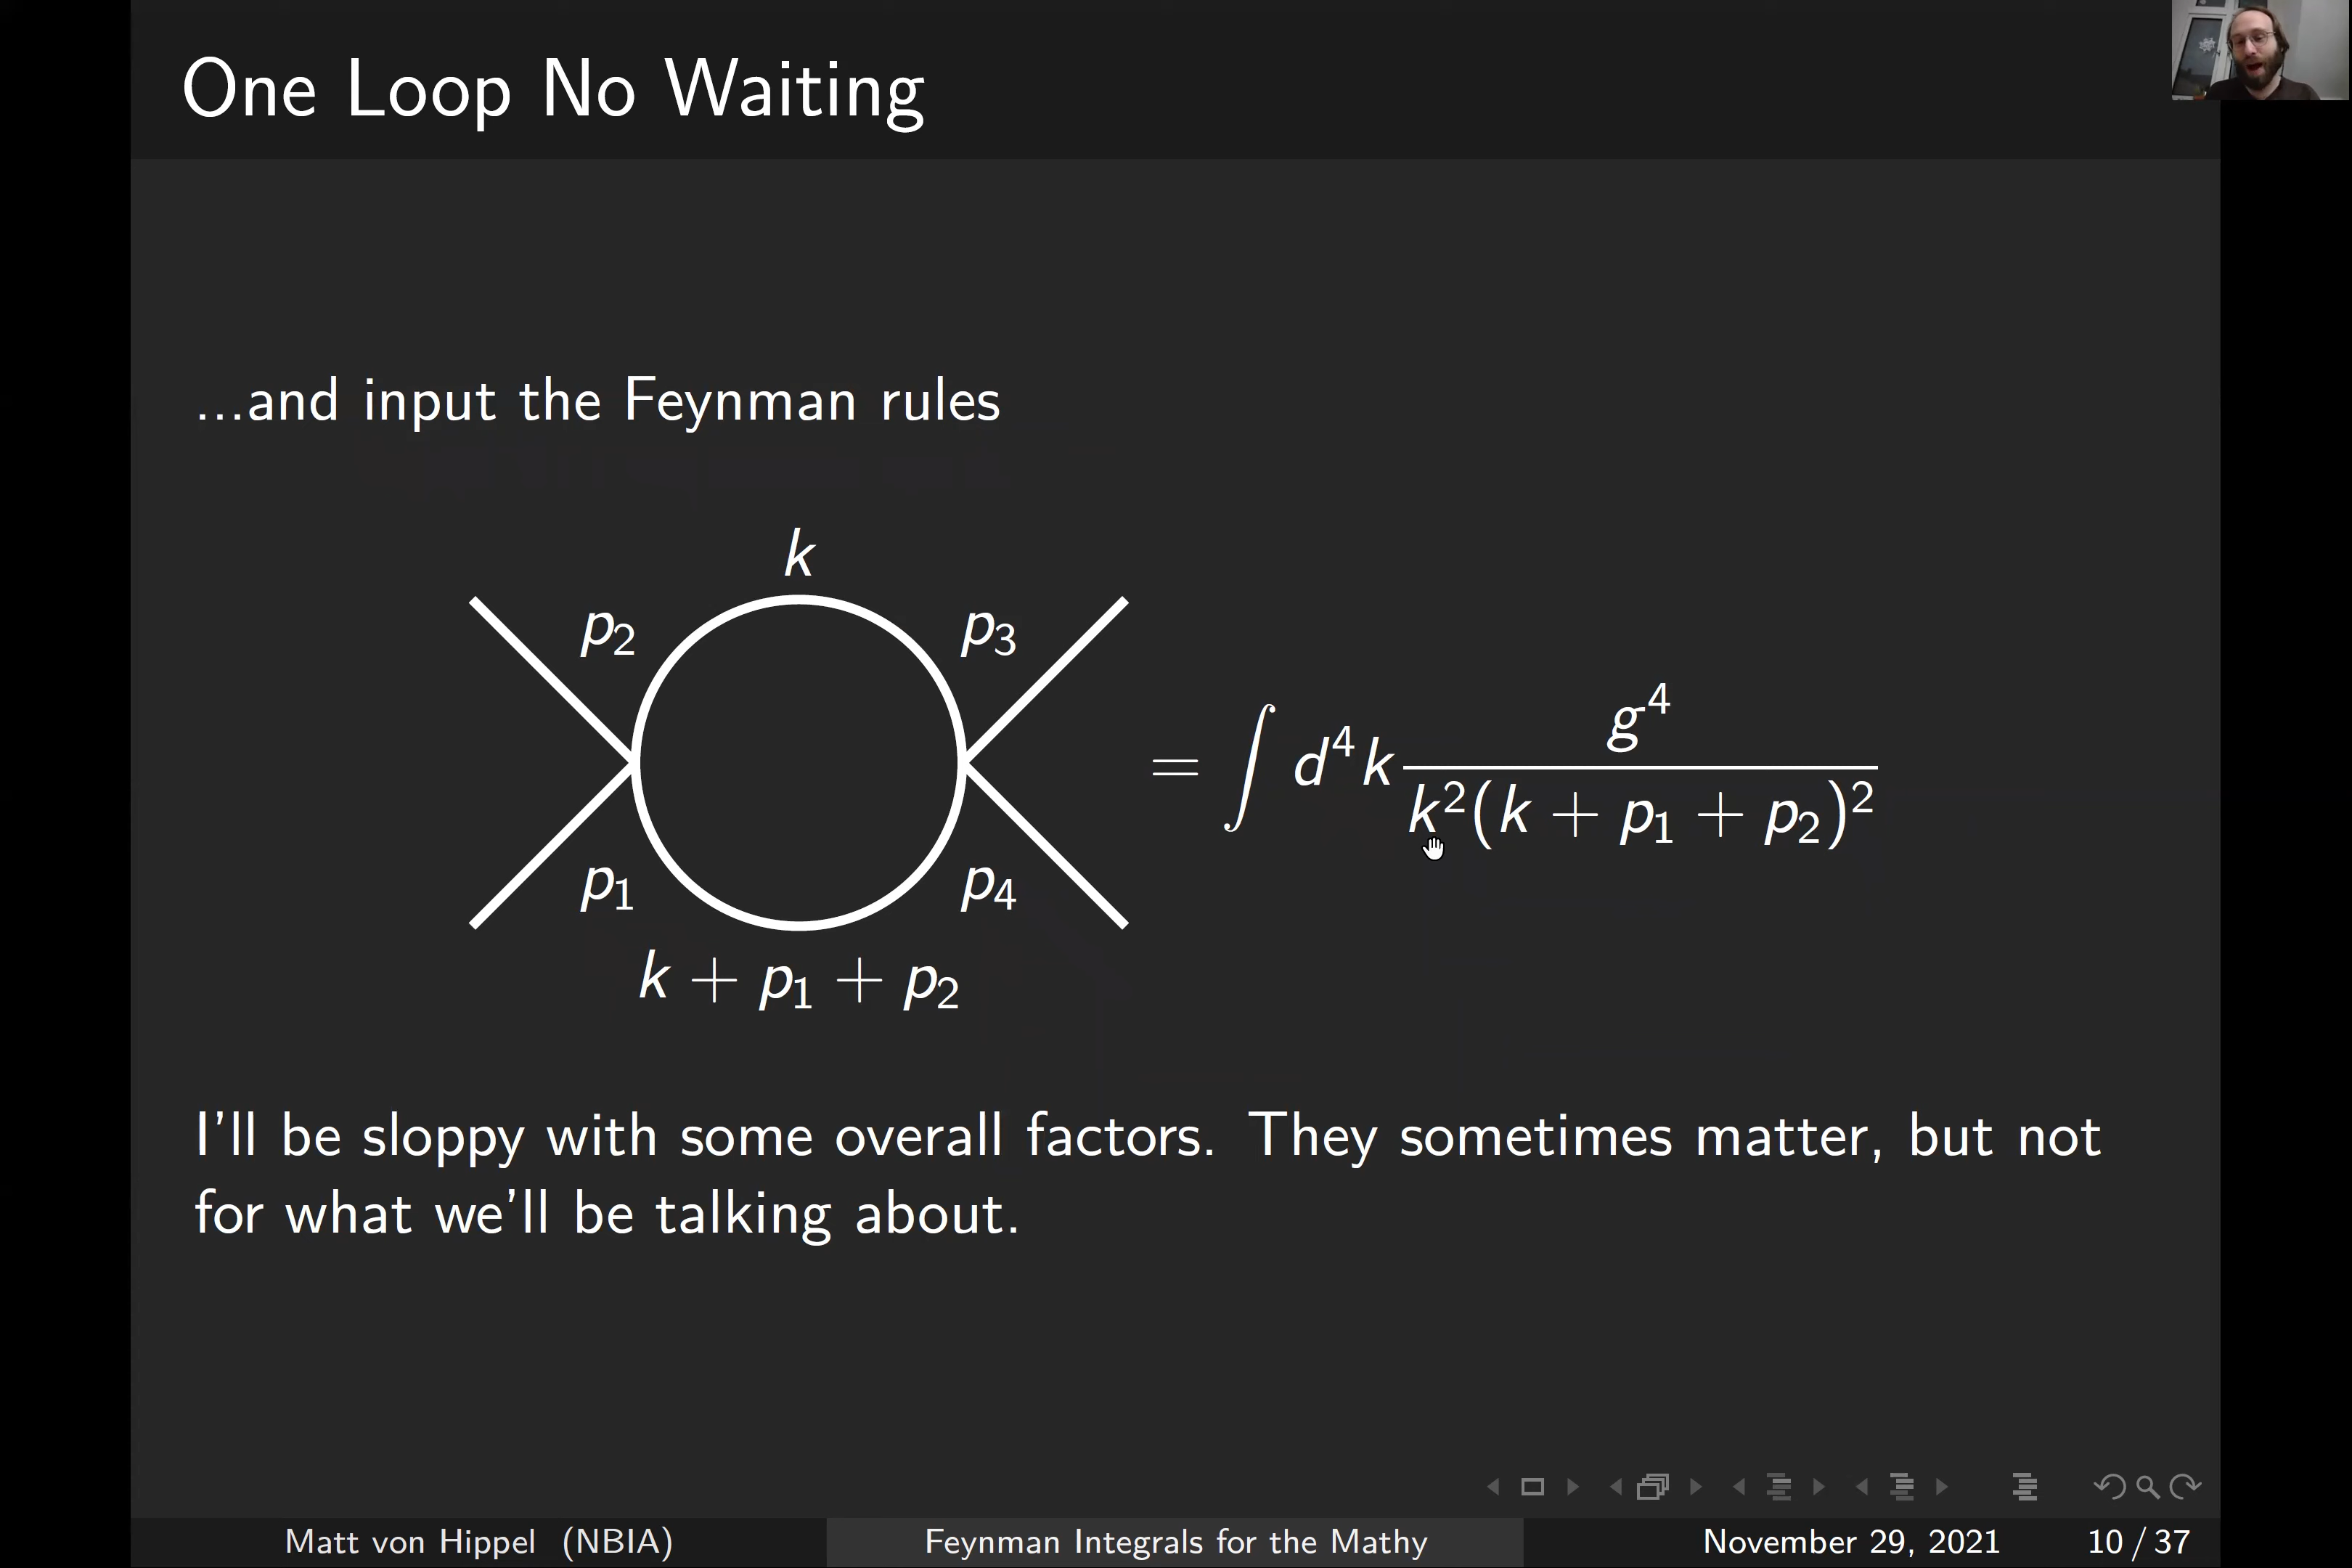 One Loop No Waiting
...and input the Feynman rules
k
p₂ p₃
= ∫ d⁴k g⁴ / k²(k + p₁ + p₂)²
p₁ p₄
k + p₁ + p₂
I'll be sloppy with some overall factors. They sometimes matter, but not
for what we'll be talking about.
Matt von Hippel (NBIA) Feynman Integrals for the Mathy November 29, 2021 10 / 37